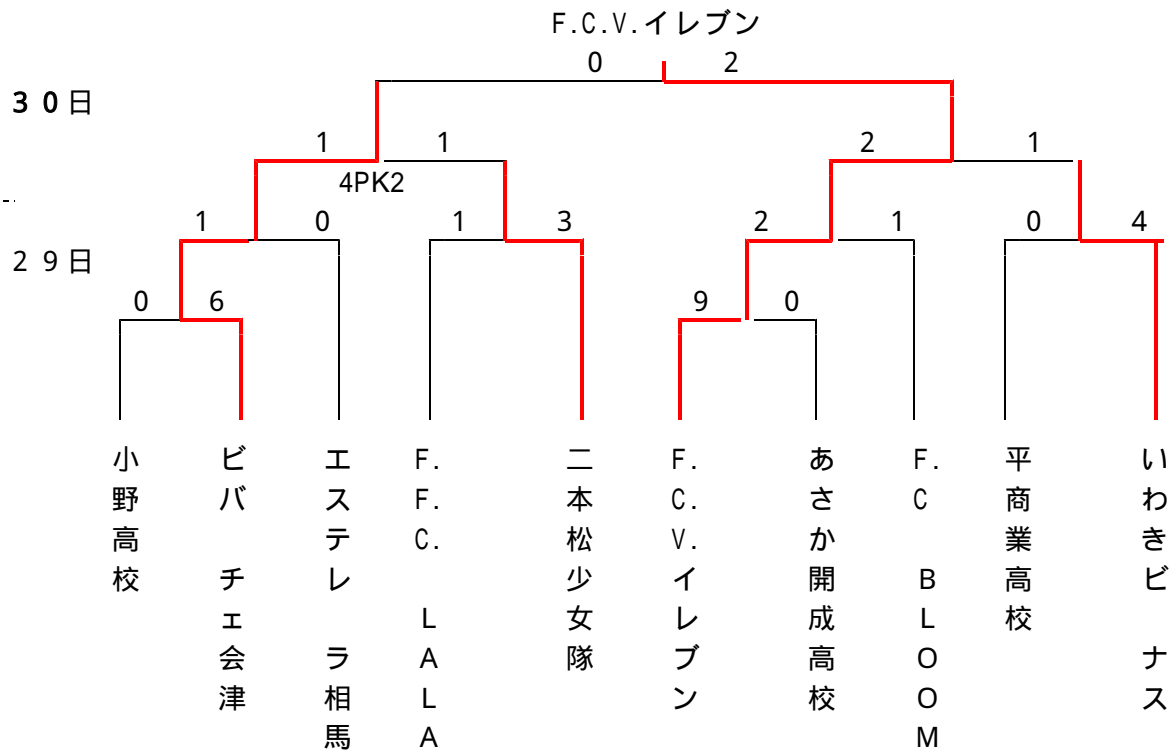 F.C.V.イレブン
0 2
30日
1 1 2 1
4PK2
1 0 1 3 2 1 0 4
29日
0 6 9 0
小野高校
ビバ チェ会津
エステレ ラ相馬
F.F.C. LALA
二本松少女隊
F.C.V.イレブン
あさか開成高校
F.C BLOOM
平商業高校
いわきビ ナス